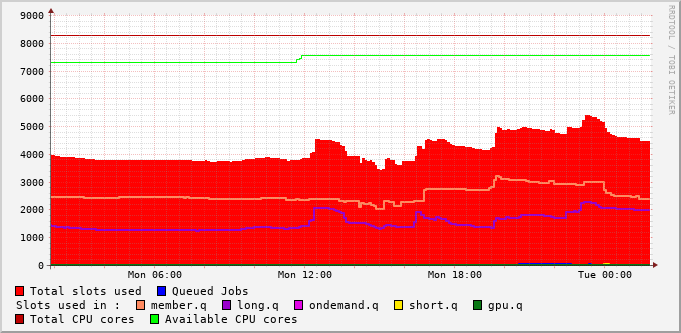 9000
8000
7000
6000
5000
4000
3000
2000
1000
0
Mon 06:00 Mon 12:00 Mon 18:00 Tue 00:00
RRDTOOL / TOBI OETIKER
Total slots used Queued Jobs
Slots used in : member.q long.q ondemand.q short.q gpu.q
Total CPU cores Available CPU cores